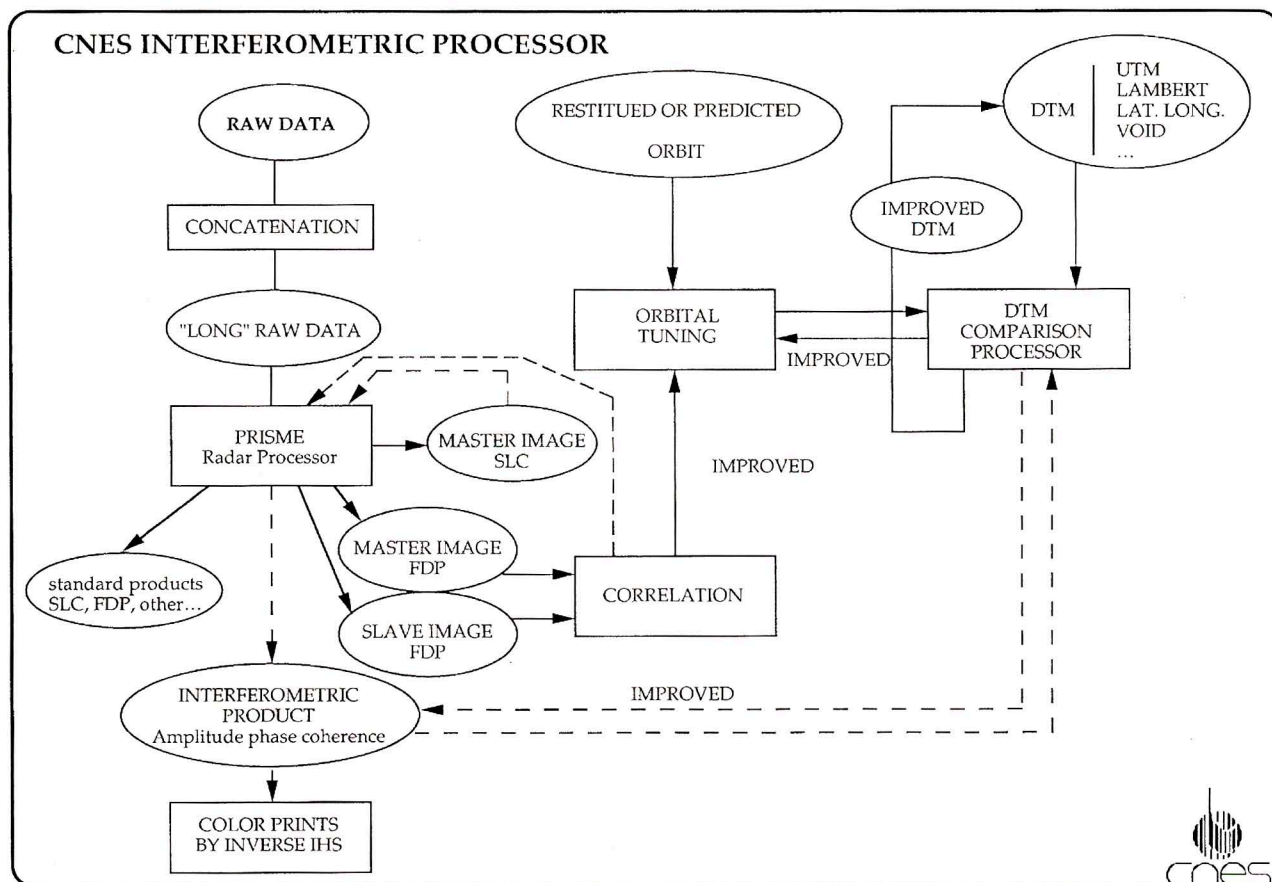 CNES INTERFEROMETRIC PROCESSOR
RAW DATA
CONCATENATION
"LONG" RAW DATA
PRISME
Radar Processor
MASTER IMAGE
SLC
standard products
SLC, FDP, other...
MASTER IMAGE
FDP
SLAVE IMAGE
FDP
INTERFEROMETRIC
PRODUCT
Amplitude phase coherence
COLOR PRINTS
BY INVERSE IHS
RESTITUED OR PREDICTED
ORBIT
ORBITAL
TUNING
IMPROVED
CORRELATION
DTM
UTM
LAMBERT
LAT. LONG.
VOID
...
IMPROVED
DTM
DTM
COMPARISON
PROCESSOR
IMPROVED
IMPROVED
cnes